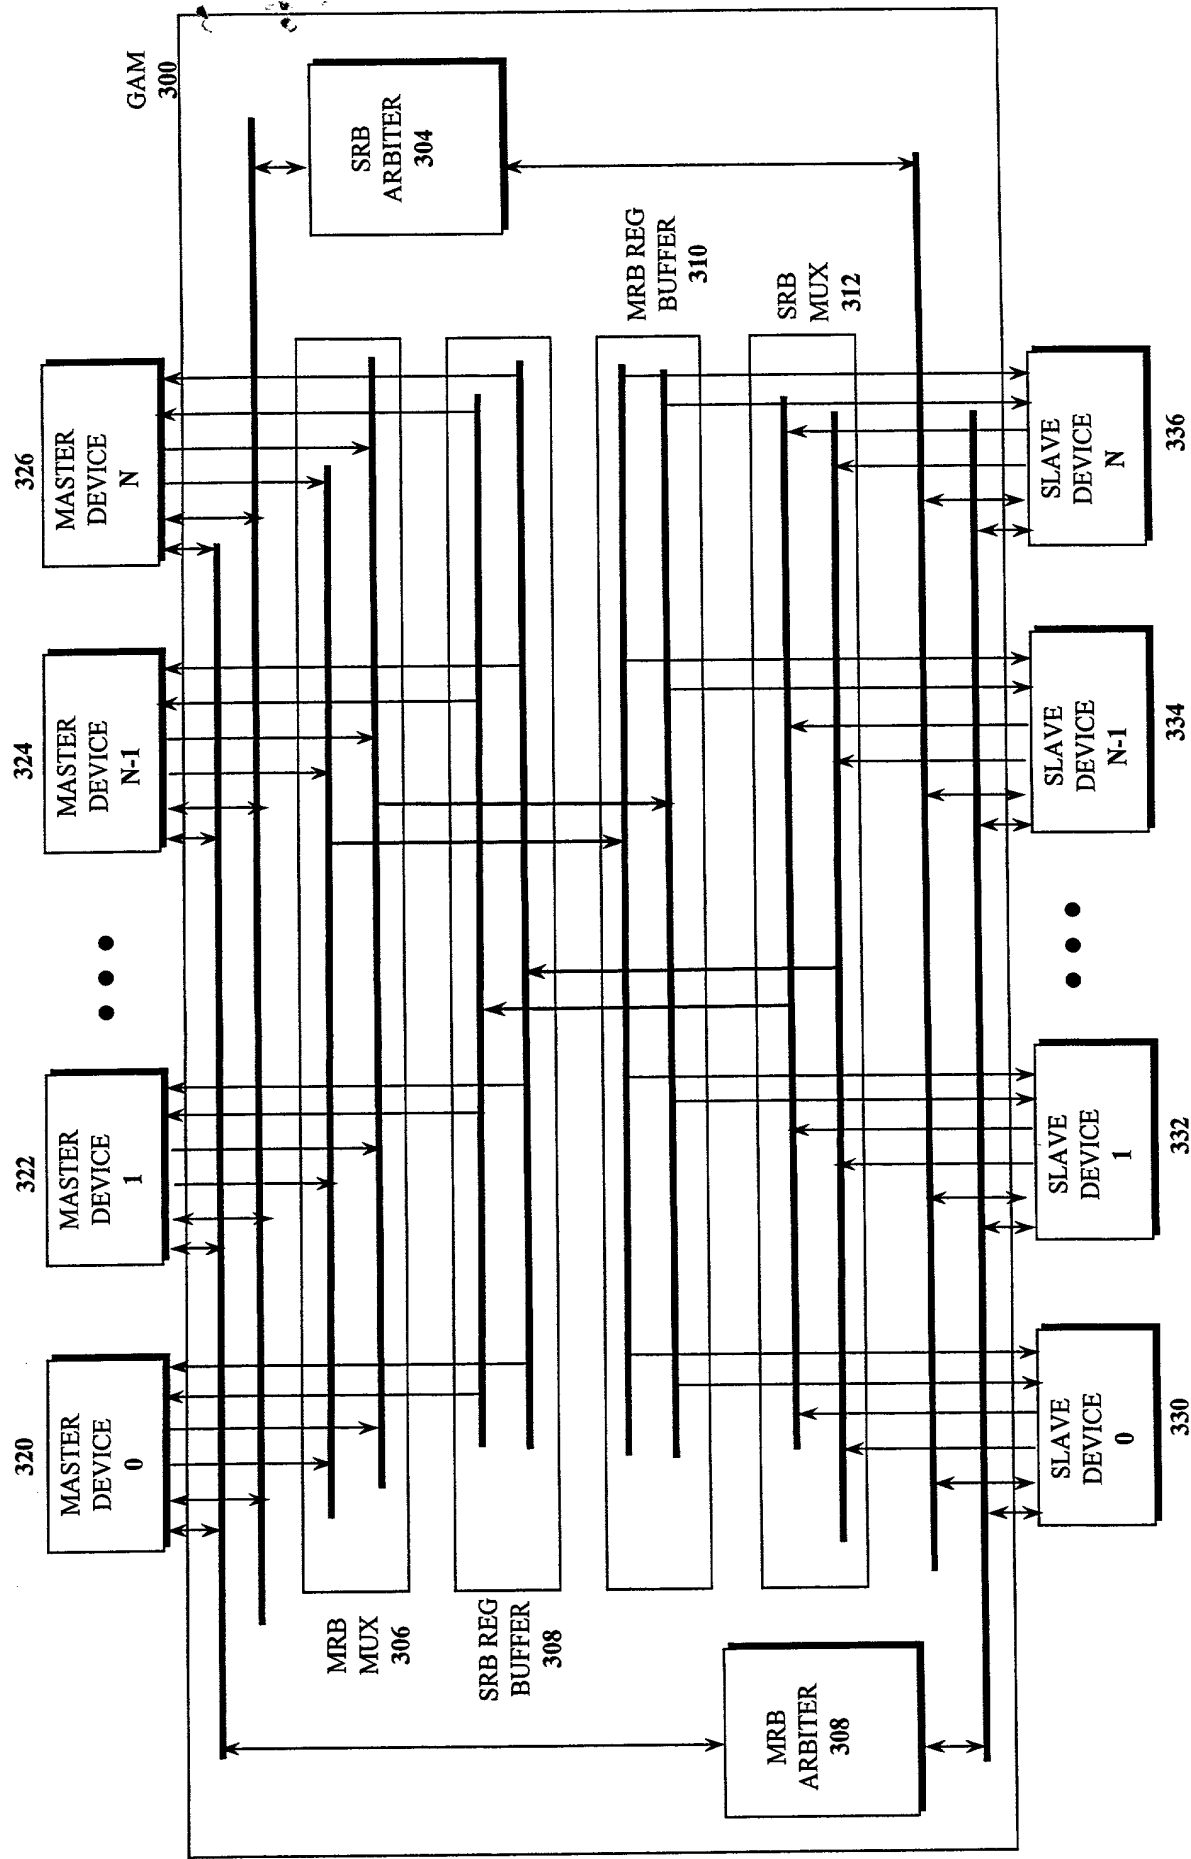 GAM
300
326
MASTER
DEVICE
N
324
MASTER
DEVICE
N-1
322
MASTER
DEVICE
1
320
MASTER
DEVICE
0
SRB
ARBITER
304
MRB
MUX
306
SRB REG
BUFFER
308
MRB REG
BUFFER
310
SRB
MUX
312
MRB
ARBITER
308
SLAVE
DEVICE
N
336
SLAVE
DEVICE
N-1
334
SLAVE
DEVICE
1
332
SLAVE
DEVICE
0
330